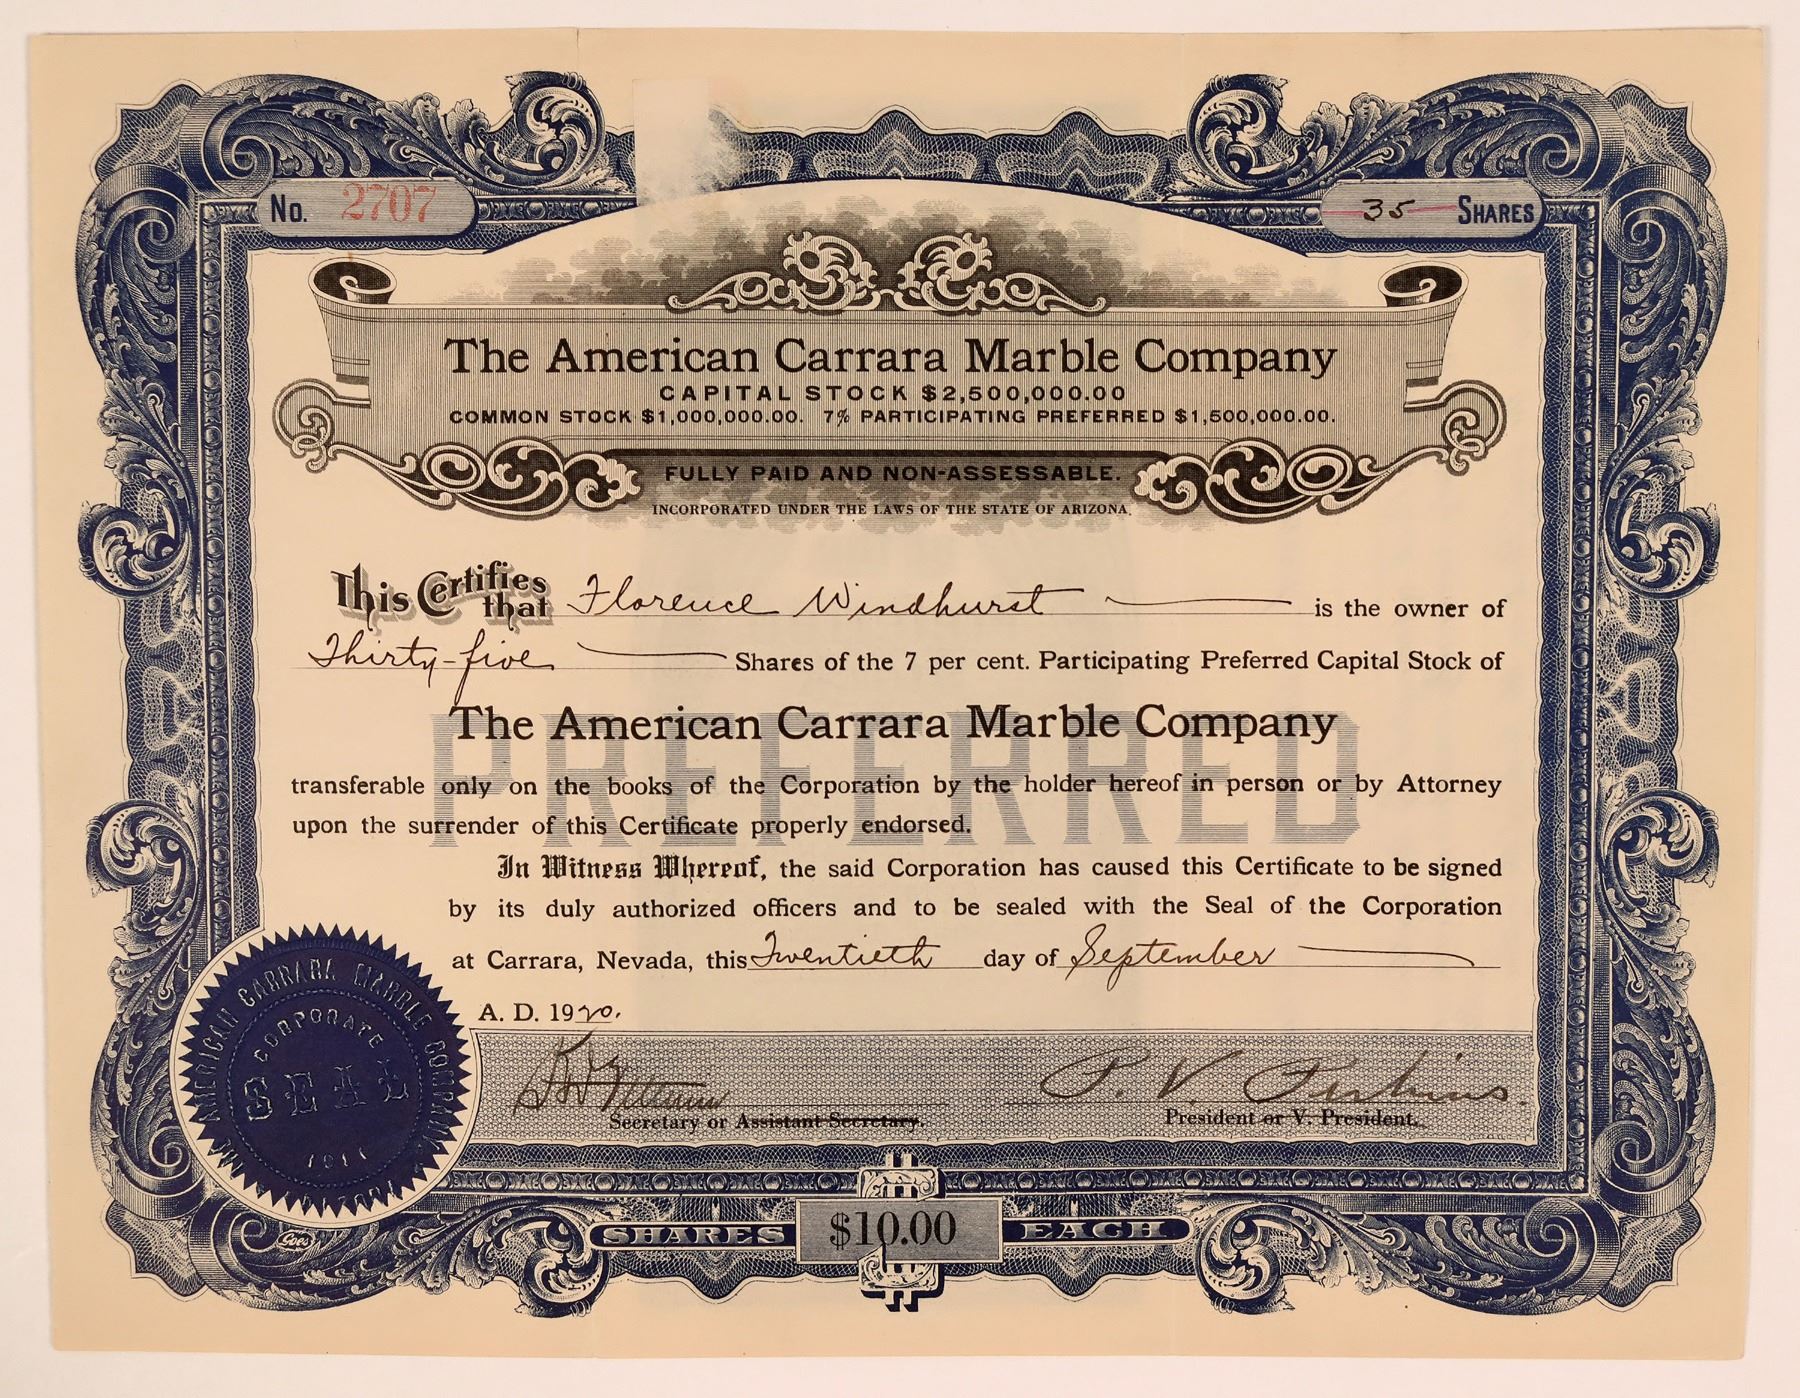 No. 2707
35 SHARES
The American Carrara Marble Company
CAPITAL STOCK $2,500,000.00
COMMON STOCK $1,000,000.00. 7% PARTICIPATING PREFERRED $1,500,000.00.
FULLY PAID AND NON-ASSESSABLE.
INCORPORATED UNDER THE LAWS OF THE STATE OF ARIZONA.
This Certifies that Florence Windhurst is the owner of
Thirty-five Shares of the 7 per cent. Participating Preferred Capital Stock of
The American Carrara Marble Company
PREFERRED
transferable only on the books of the Corporation by the holder hereof in person or by Attorney
upon the surrender of this Certificate properly endorsed.
In Witness Whereof, the said Corporation has caused this Certificate to be signed
by its duly authorized officers and to be sealed with the Seal of the Corporation
at Carrara, Nevada, this Twentieth day of September
A. D. 1920.
P. V. Perkins.
Secretary or Assistant Secretary.
President or V. President.
THE AMERICAN CARRARA MARBLE COMPANY
CORPORATE
SEAL
1911
ARIZONA
Goes
SHARES $10.00 EACH